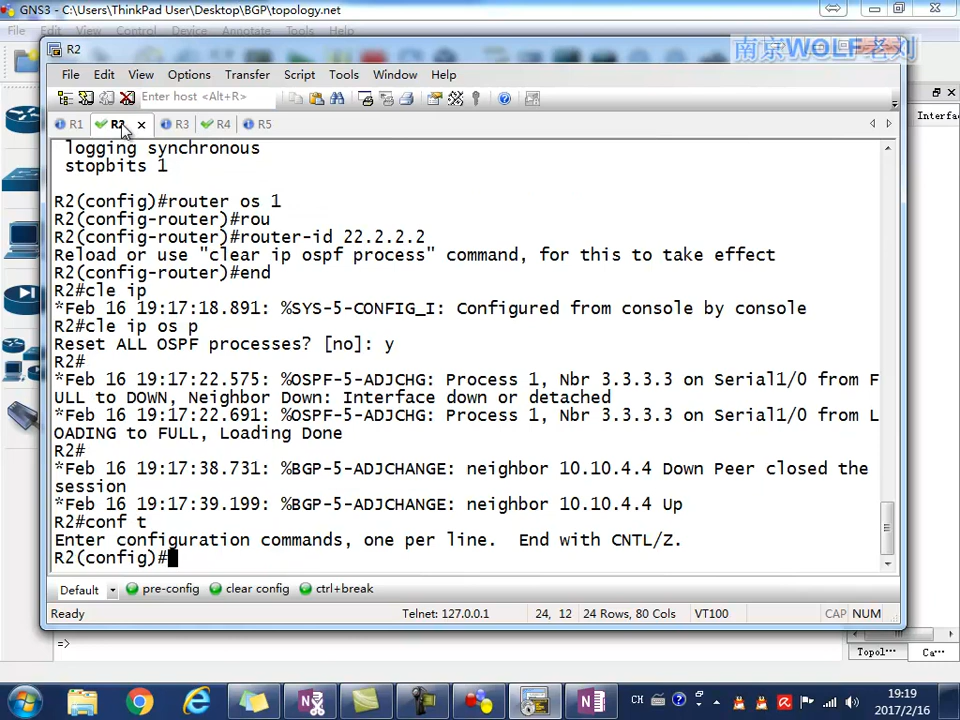 GNS3 - C:\Users\ThinkPad User\Desktop\BGP\topology.net
File Edit View Control Device Annotate Tools Help
R2
南京WOLF老刘
File Edit View Options Transfer Script Tools Window Help
Enter host <Alt+R>
Interfa
R1 R2 R3 R4 R5
logging synchronous
stopbits 1
R2(config)#router os 1
R2(config-router)#rou
R2(config-router)#router-id 22.2.2.2
Reload or use "clear ip ospf process" command, for this to take effect
R2(config-router)#end
R2#cle ip
*Feb 16 19:17:18.891: %SYS-5-CONFIG_I: Configured from console by console
R2#cle ip os p
Reset ALL OSPF processes? [no]: y
R2#
*Feb 16 19:17:22.575: %OSPF-5-ADJCHG: Process 1, Nbr 3.3.3.3 on Serial1/0 from F
ULL to DOWN, Neighbor Down: Interface down or detached
*Feb 16 19:17:22.691: %OSPF-5-ADJCHG: Process 1, Nbr 3.3.3.3 on Serial1/0 from L
OADING to FULL, Loading Done
R2#
*Feb 16 19:17:38.731: %BGP-5-ADJCHANGE: neighbor 10.10.4.4 Down Peer closed the
session
*Feb 16 19:17:39.199: %BGP-5-ADJCHANGE: neighbor 10.10.4.4 Up
R2#conf t
Enter configuration commands, one per line.  End with CNTL/Z.
R2(config)#
Default pre-config clear config ctrl+break
Ready Telnet: 127.0.0.1 24, 12 24 Rows, 80 Cols VT100 CAP NUM
=>
Topol··· Ca···
CH 19:19
2017/2/16